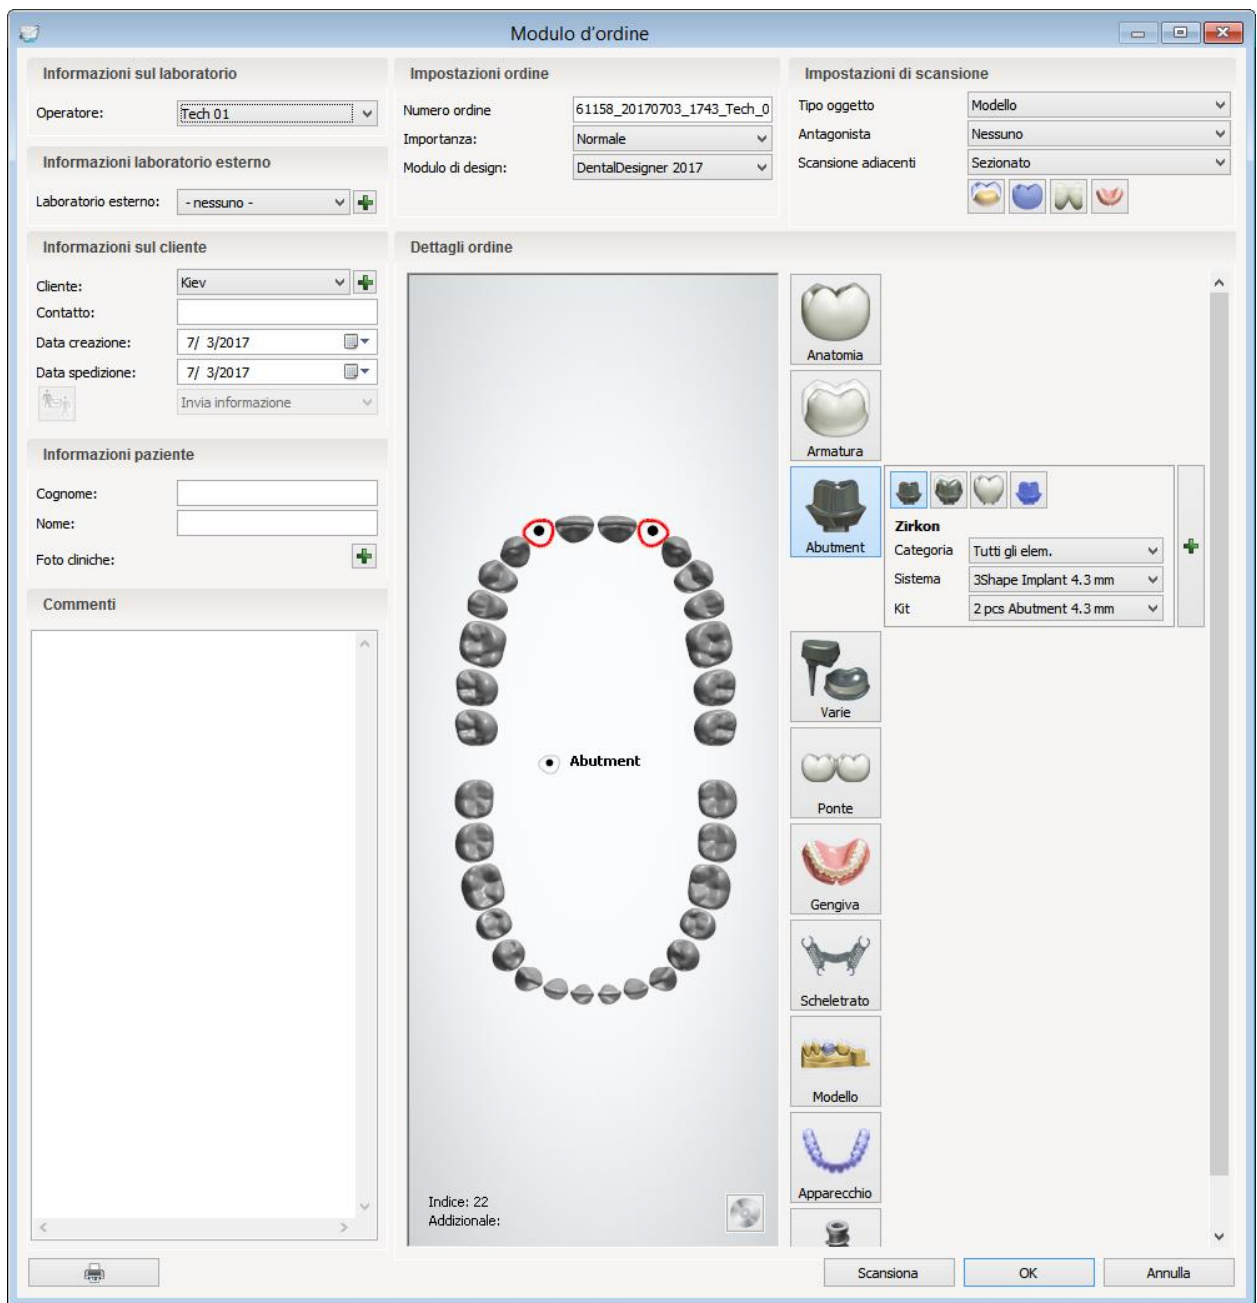 Modulo d'ordine
Informazioni sul laboratorio
Operatore: Tech 01
Informazioni laboratorio esterno
Laboratorio esterno: - nessuno -
Informazioni sul cliente
Cliente: Kiev
Contatto:
Data creazione: 7/ 3/2017
Data spedizione: 7/ 3/2017
Invia informazione
Informazioni paziente
Cognome:
Nome:
Foto cliniche:
Commenti
Impostazioni ordine
Numero ordine 61158_20170703_1743_Tech_0
Importanza: Normale
Modulo di design: DentalDesigner 2017
Impostazioni di scansione
Tipo oggetto Modello
Antagonista Nessuno
Scansione adiacenti Sezionato
Dettagli ordine
Abutment
Indice: 22
Addizionale:
Anatomia
Armatura
Abutment
Zirkon
Categoria Tutti gli elem.
Sistema 3Shape Implant 4.3 mm
Kit 2 pcs Abutment 4.3 mm
Varie
Ponte
Gengiva
Scheletrato
Modello
Apparecchio
Scansiona OK Annulla